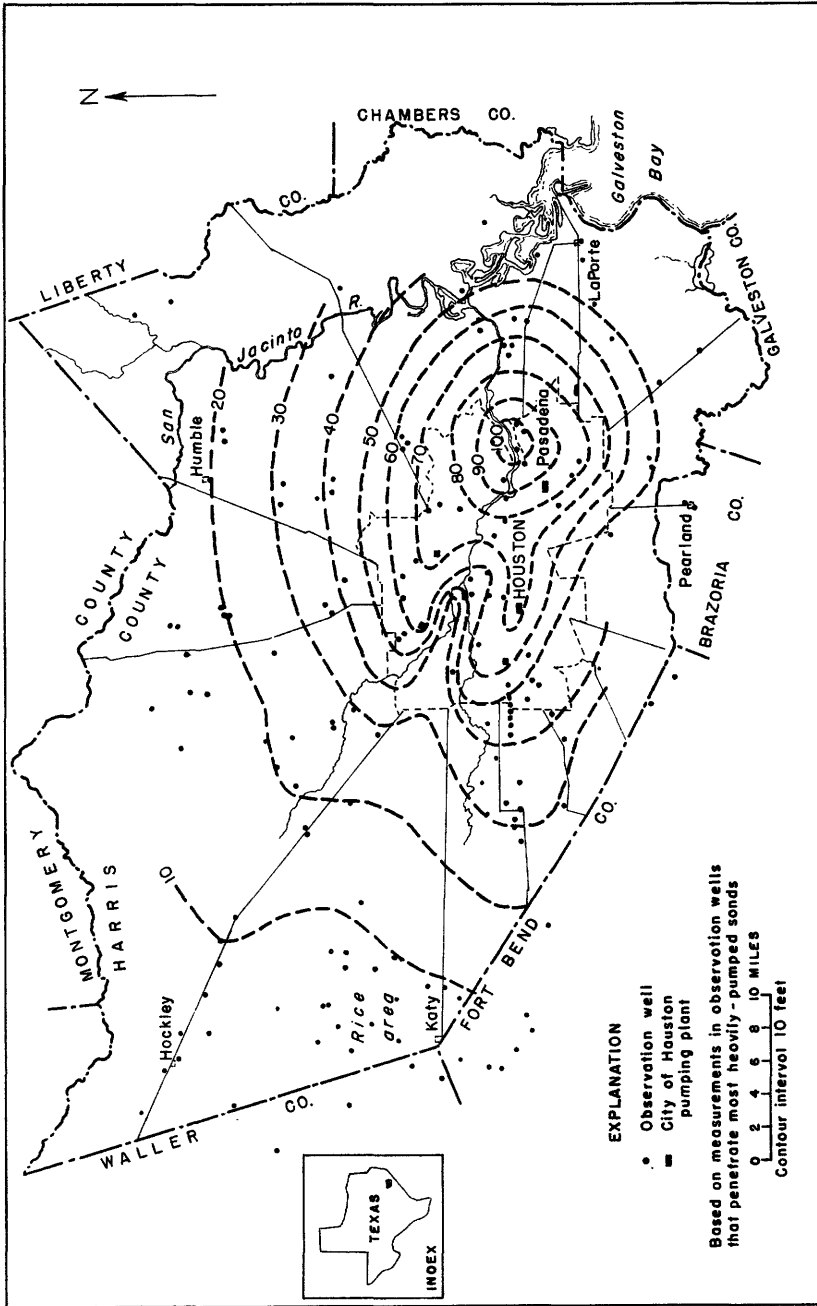 N
LIBERTY
CO.
CHAMBERS CO.
MONTGOMERY
COUNTY
HARRIS
COUNTY
San
Jacinto
R.
Humble
20
30
40
50
60
70
80
90
100
10
Hockley
Rice
area
Katy
WALLER
CO.
FORT BEND
CO.
HOUSTON
Pasadena
LaPorte
Galveston
Bay
GALVESTON CO.
Pearland
BRAZORIA
CO.
TEXAS
INDEX
EXPLANATION
Observation well
City of Houston
pumping plant
Based on measurements in observation wells
that penetrate most heavily-pumped sands
0 2 4 6 8 10 MILES
Contour interval 10 feet